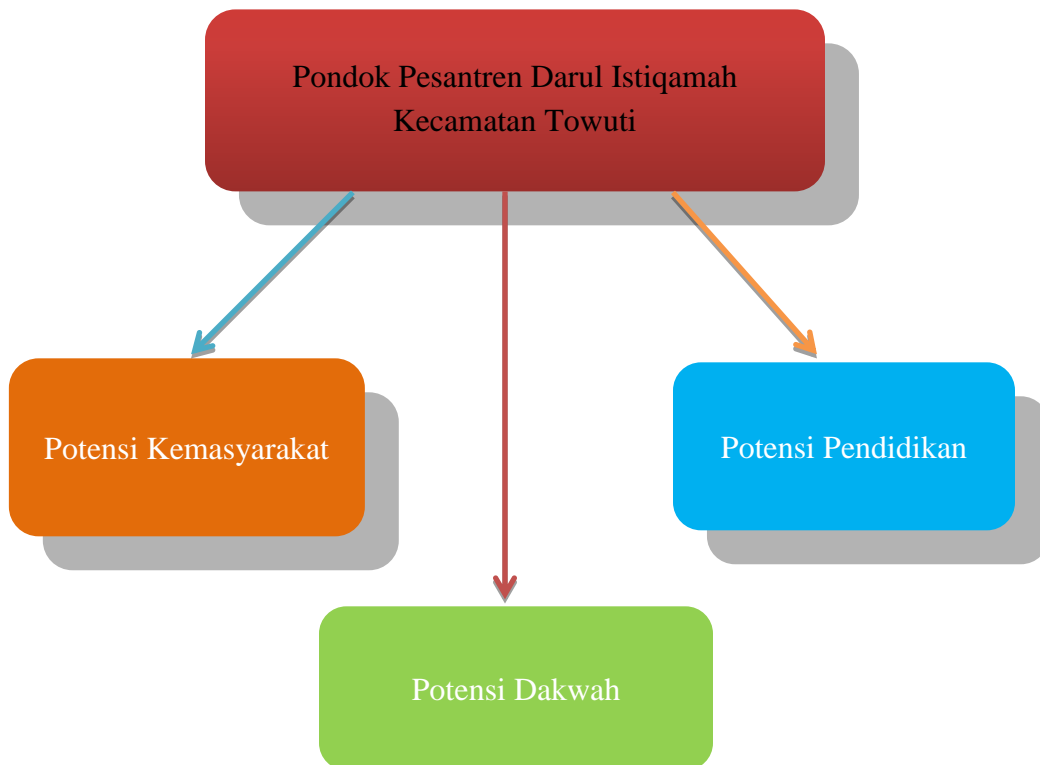 Pondok Pesantren Darul Istiqamah
Kecamatan Towuti
Potensi Kemasyarakat
Potensi Pendidikan
Potensi Dakwah